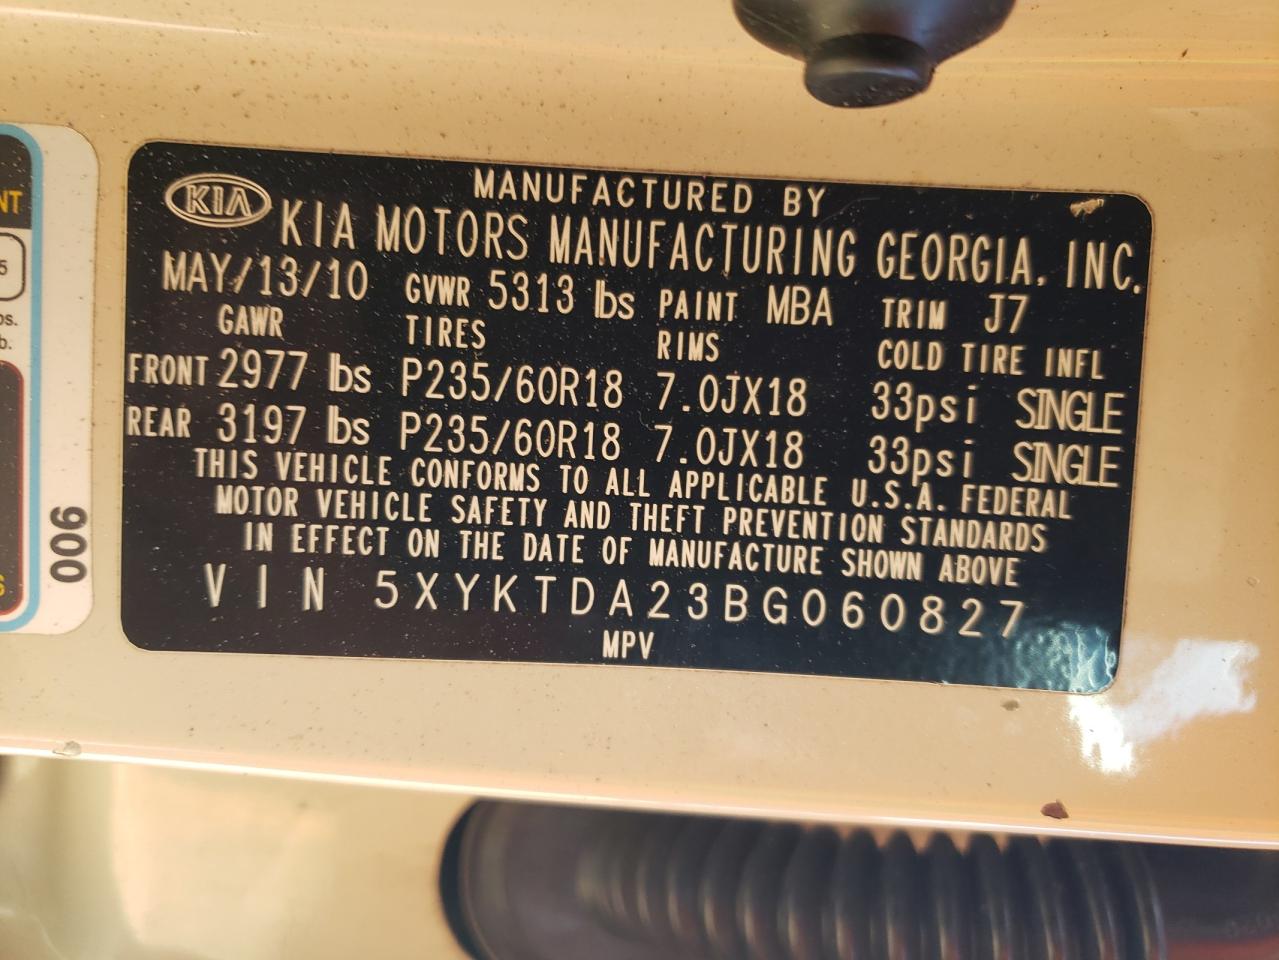 KIA
MANUFACTURED BY
KIA MOTORS MANUFACTURING GEORGIA, INC.
MAY/13/10 GVWR 5313 lbs PAINT MBA TRIM J7
GAWR TIRES RIMS COLD TIRE INFL
FRONT 2977 lbs P235/60R18 7.0JX18 33psi SINGLE
REAR 3197 lbs P235/60R18 7.0JX18 33psi SINGLE
THIS VEHICLE CONFORMS TO ALL APPLICABLE U.S.A. FEDERAL
MOTOR VEHICLE SAFETY AND THEFT PREVENTION STANDARDS
IN EFFECT ON THE DATE OF MANUFACTURE SHOWN ABOVE
VIN 5XYKTDA23BG060827
MPV
5